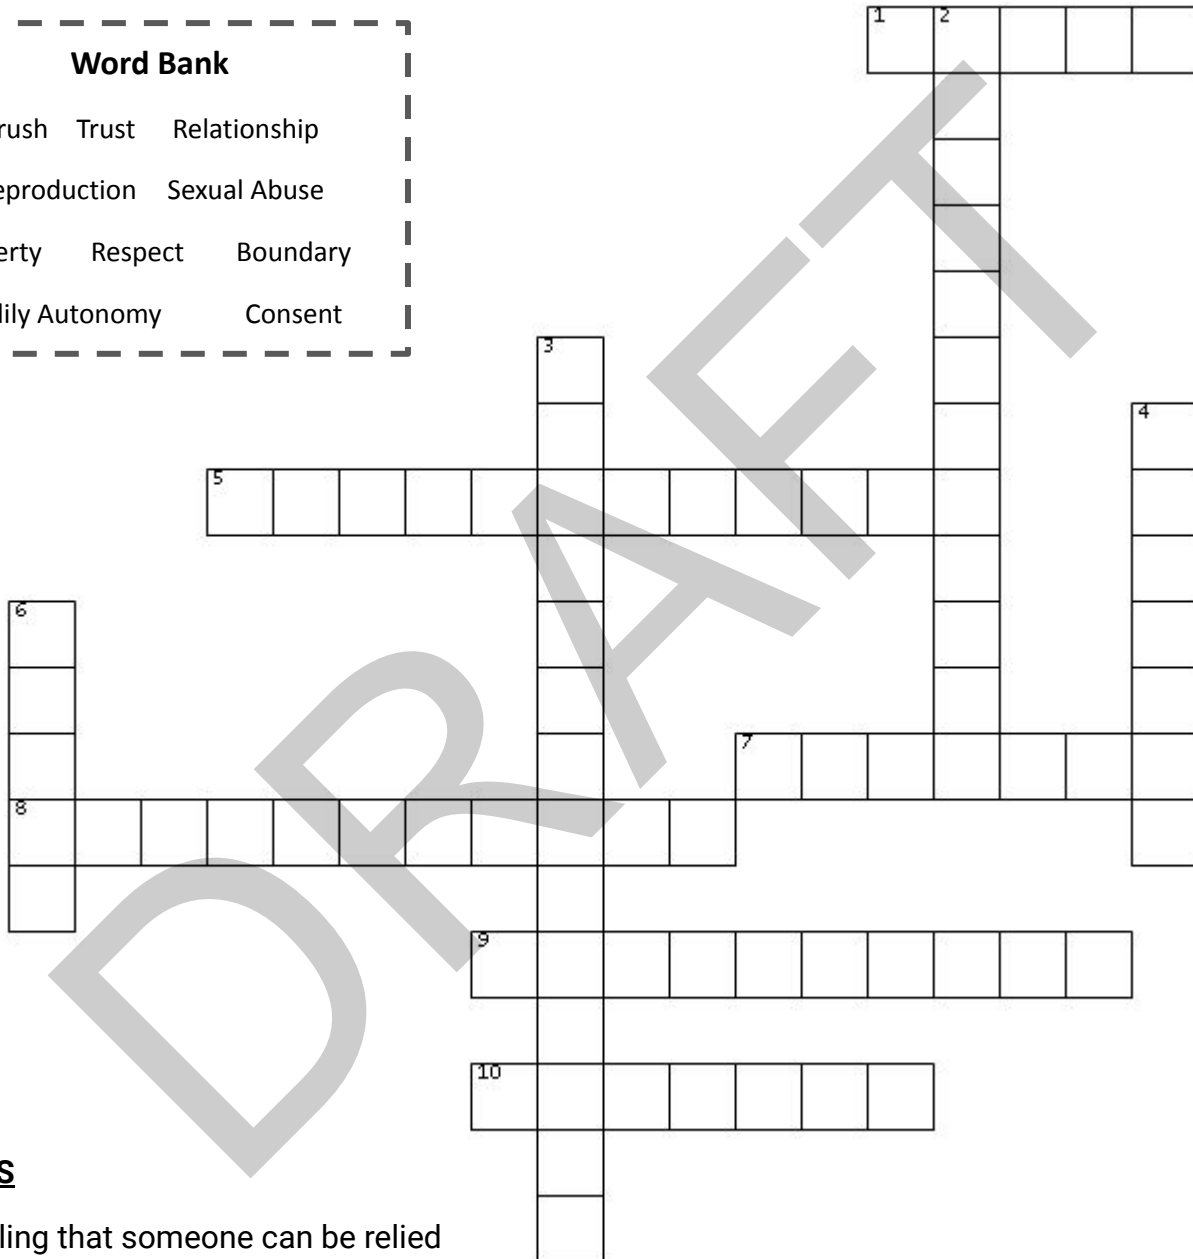 Word Bank
rush Trust Relationship
eproduction Sexual Abuse
erty Respect Boundary
lily Autonomy Consent
1 2
3
4
5
6
7
8
9
10
DRAFT
S
ling that someone can be relied